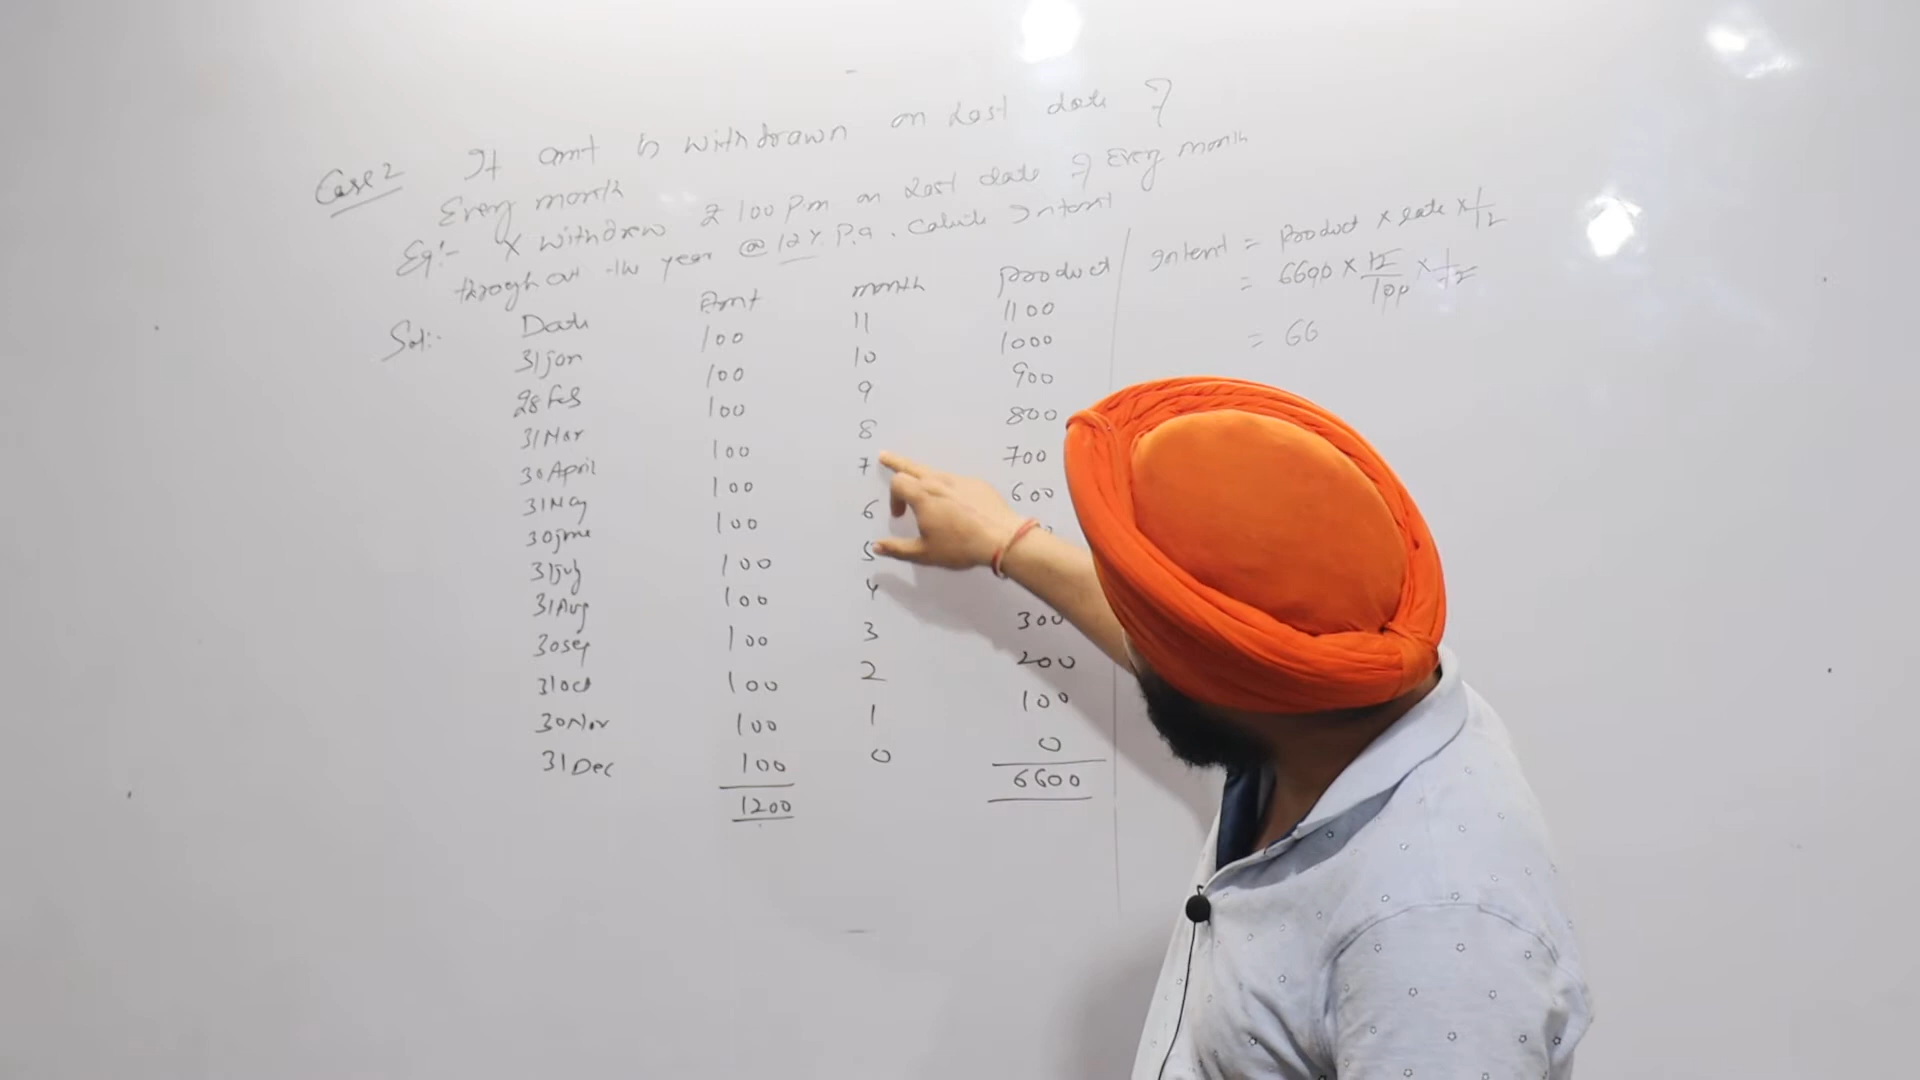 Case 2 If amt is withdrawn on Last date of
Every month
Eg:- X withdrew ₹ 100 P.m on Last date of Every month
throgh out the year @ 12% P.a. Calculate Interest
Sol:- Date Amt month Product
31 jan 100 11 1100
28 Feb 100 10 1000
31 Mar 100 9 900
30 April 100 8 800
31 May 100 7 700
30 june 100 6 600
31 july 100 5
31 Aug 100 4
30 sep 100 3 300
31 oct 100 2 200
30 Nov 100 1 100
31 Dec 100 0 0
1200 6600
Interest = Product × rate × 1/12
= 6600 × 12/100 × 1/12
= 66